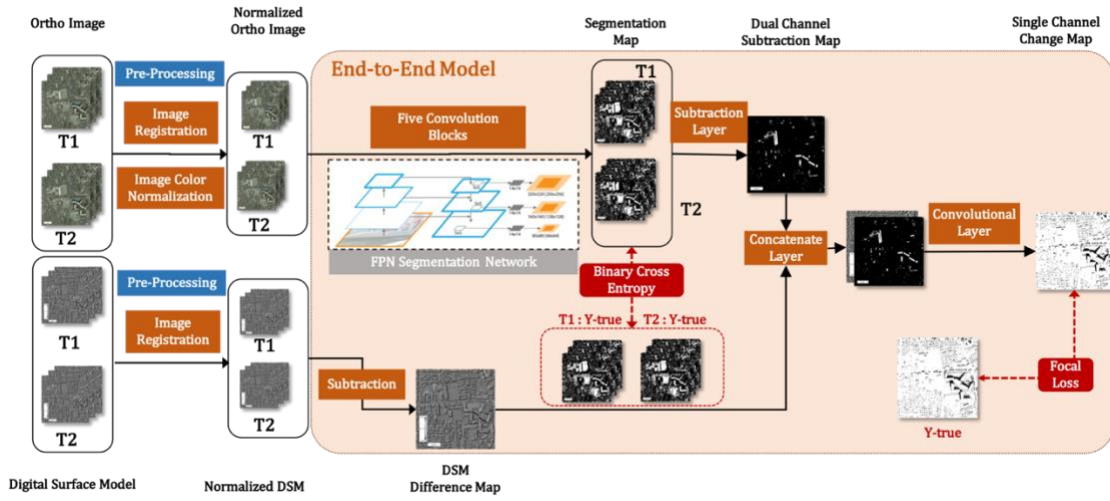 Ortho Image
Normalized
Ortho Image
Segmentation
Map
Dual Channel
Subtraction Map
Single Channel
Change Map
End-to-End Model
Pre-Processing
Image
Registration
Image Color
Normalization
T1
T2
T1
T2
Five Convolution
Blocks
FPN Segmentation Network
T1
T2
Subtraction
Layer
Concatenate
Layer
Convolutional
Layer
Binary Cross
Entropy
T1 : Y-true
T2 : Y-true
Pre-Processing
Image
Registration
T1
T2
T1
T2
Subtraction
Focal
Loss
Y-true
Digital Surface Model
Normalized DSM
DSM
Difference Map